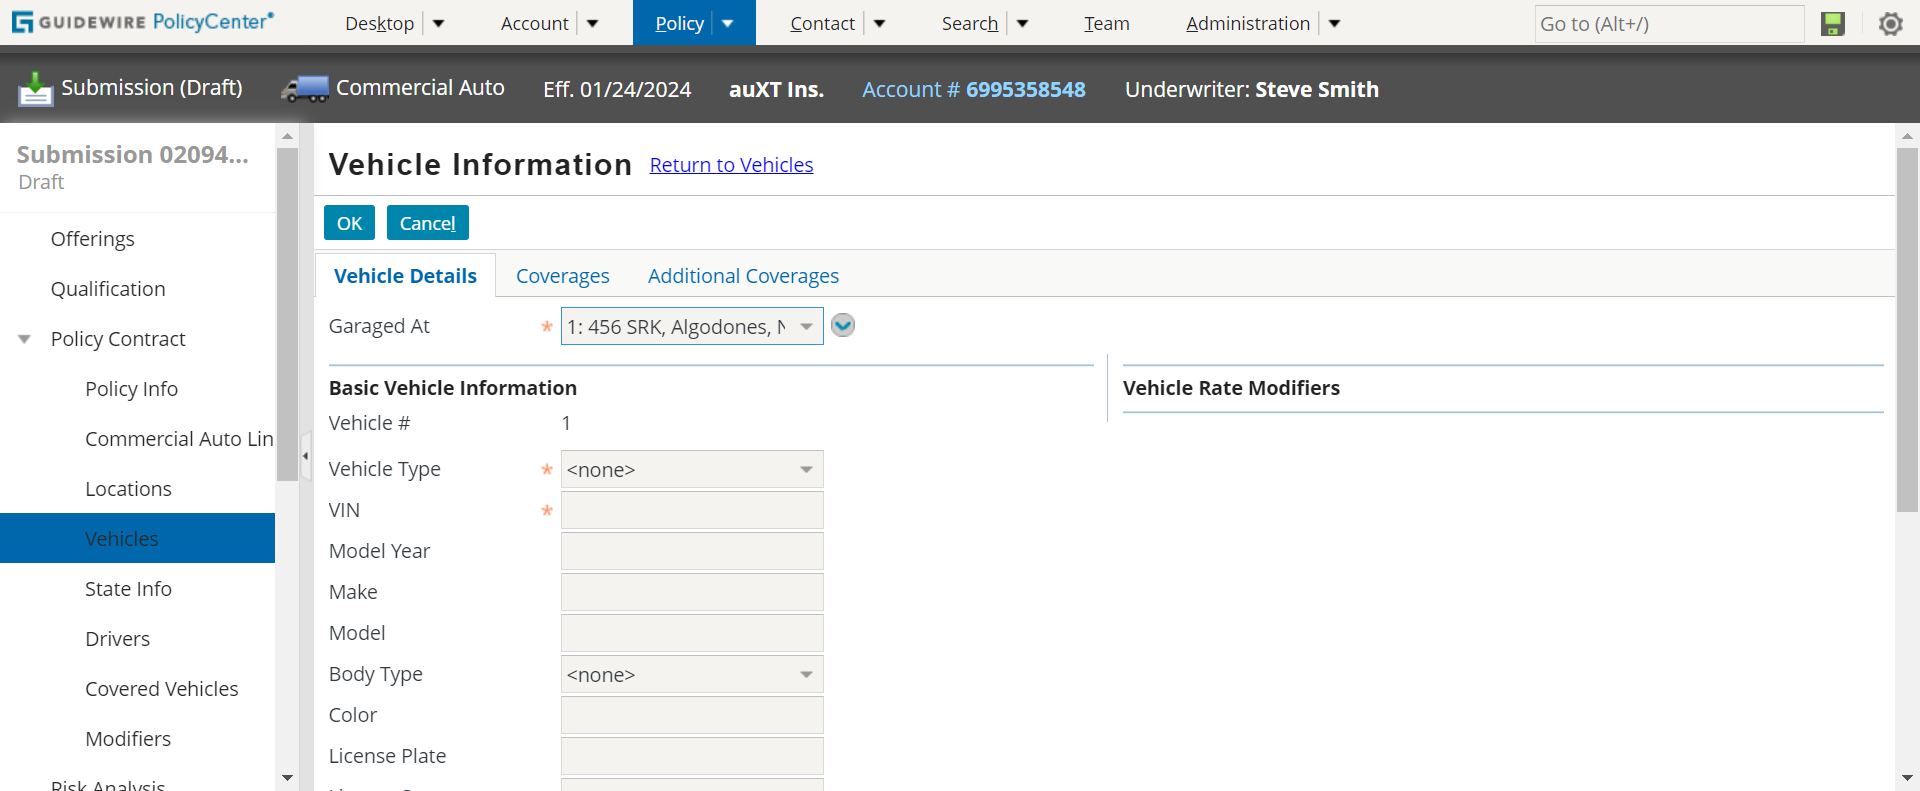 GUIDEWIRE PolicyCenter®
Desktop
Account
Policy
Contact
Search
Team
Administration
Go to (Alt+/)
Submission (Draft)
Commercial Auto
Eff. 01/24/2024
auXT Ins.
Account # 6995358548
Underwriter: Steve Smith
Submission 02094...
Draft
Offerings
Qualification
Policy Contract
Policy Info
Commercial Auto Lin
Locations
Vehicles
State Info
Drivers
Covered Vehicles
Modifiers
Risk Analysis
Vehicle Information
Return to Vehicles
OK
Cancel
Vehicle Details
Coverages
Additional Coverages
Garaged At * 1: 456 SRK, Algodones, N
Basic Vehicle Information
Vehicle # 1
Vehicle Type * <none>
VIN *
Model Year
Make
Model
Body Type <none>
Color
License Plate
Vehicle Rate Modifiers